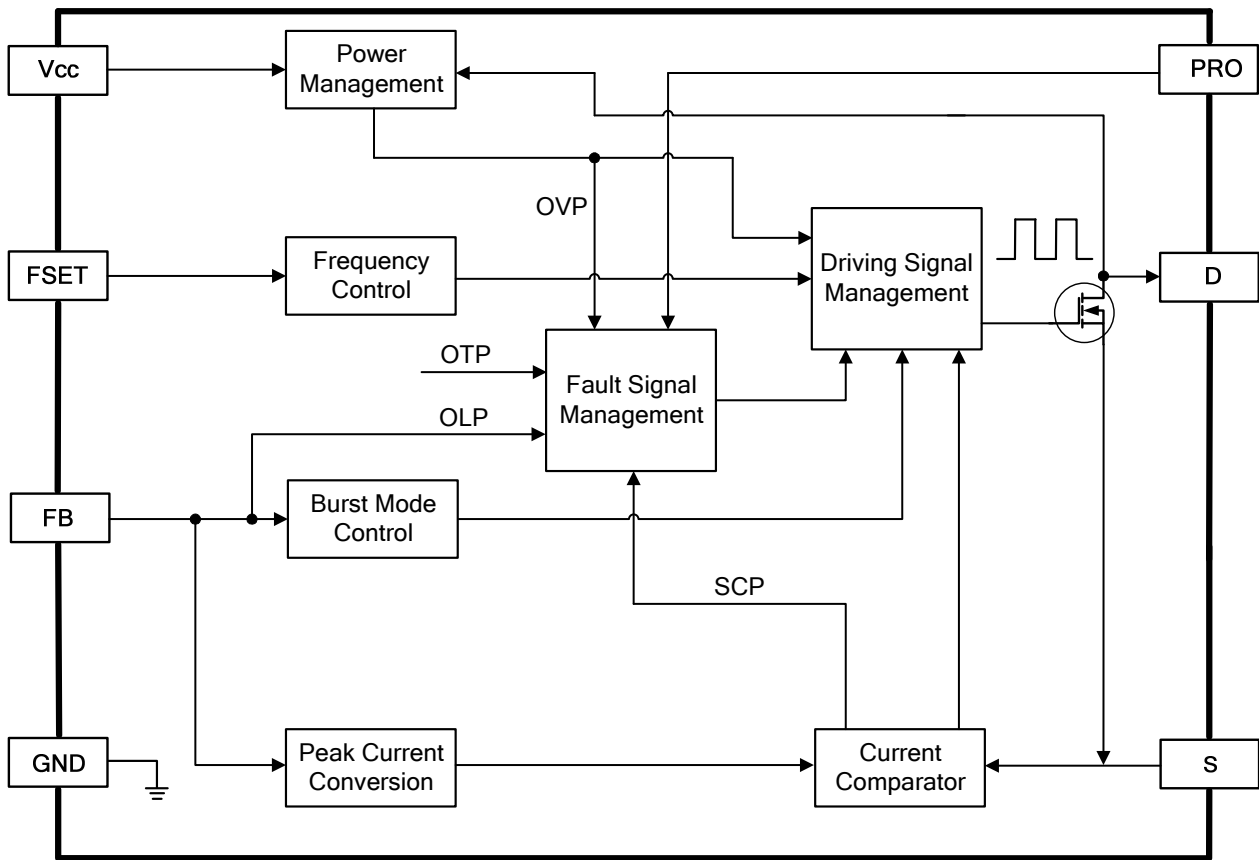 Vcc
Power
Management
PRO
OVP
FSET
Frequency
Control
Driving Signal
Management
D
OTP
Fault Signal
Management
OLP
FB
Burst Mode
Control
SCP
GND
Peak Current
Conversion
Current
Comparator
S